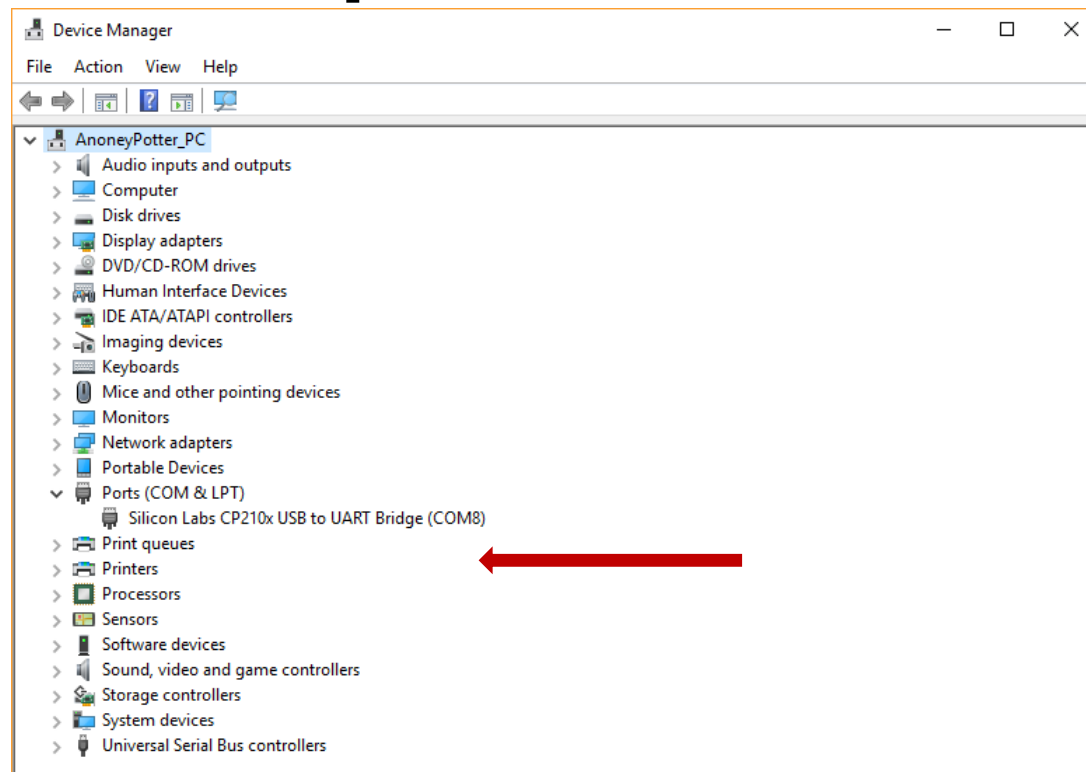 Device Manager
File Action View Help
AnoneyPotter_PC
Audio inputs and outputs
Computer
Disk drives
Display adapters
DVD/CD-ROM drives
Human Interface Devices
IDE ATA/ATAPI controllers
Imaging devices
Keyboards
Mice and other pointing devices
Monitors
Network adapters
Portable Devices
Ports (COM & LPT)
Silicon Labs CP210x USB to UART Bridge (COM8)
Print queues
Printers
Processors
Sensors
Software devices
Sound, video and game controllers
Storage controllers
System devices
Universal Serial Bus controllers